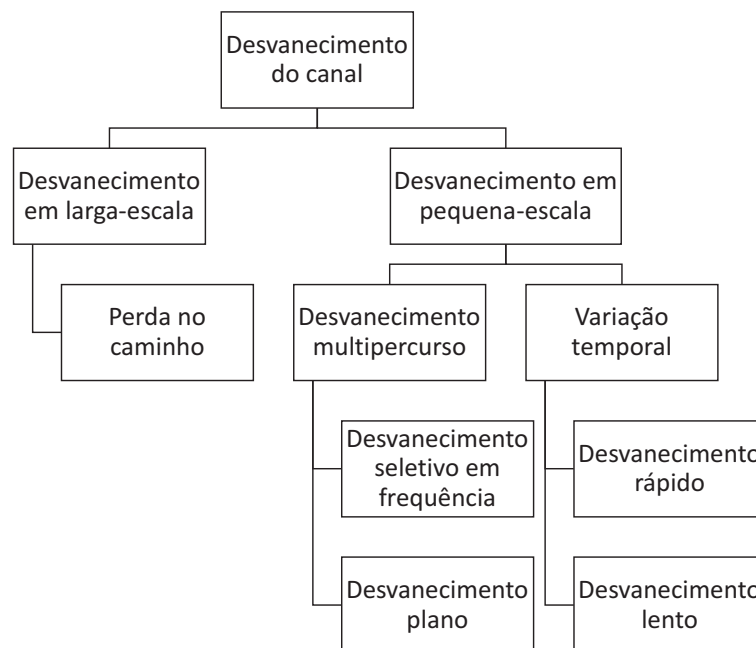 Desvanecimento
do canal
Desvanecimento
em larga-escala
Desvanecimento em
pequena-escala
Perda no
caminho
Desvanecimento
multipercurso
Variação
temporal
Desvanecimento
seletivo em
frequência
Desvanecimento
rápido
Desvanecimento
plano
Desvanecimento
lento